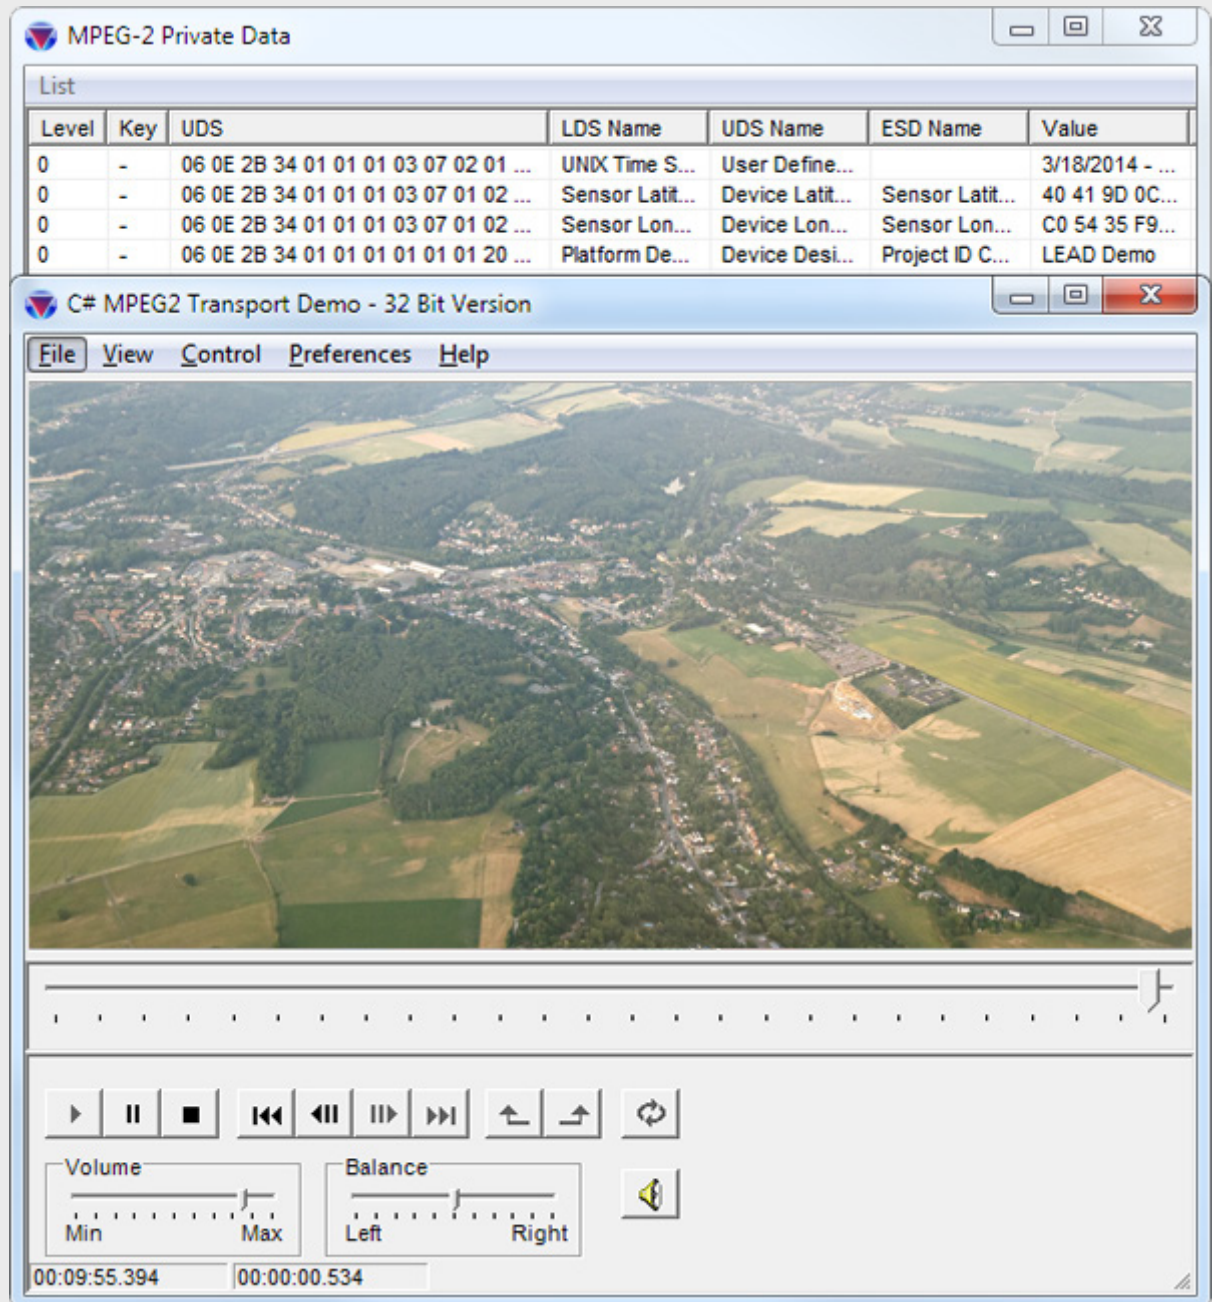 MPEG-2 Private Data
List
Level Key UDS LDS Name UDS Name ESD Name Value
0 - 06 0E 2B 34 01 01 01 03 07 02 01 ... UNIX Time S... User Define... 3/18/2014 - ...
0 - 06 0E 2B 34 01 01 01 03 07 01 02 ... Sensor Latit... Device Latit... Sensor Latit... 40 41 9D 0C...
0 - 06 0E 2B 34 01 01 01 03 07 01 02 ... Sensor Lon... Device Lon... Sensor Lon... C0 54 35 F9...
0 - 06 0E 2B 34 01 01 01 01 01 01 20 ... Platform De... Device Desi... Project ID C... LEAD Demo
C# MPEG2 Transport Demo - 32 Bit Version
File View Control Preferences Help
Volume Balance
Min Max Left Right
00:09:55.394 00:00:00.534